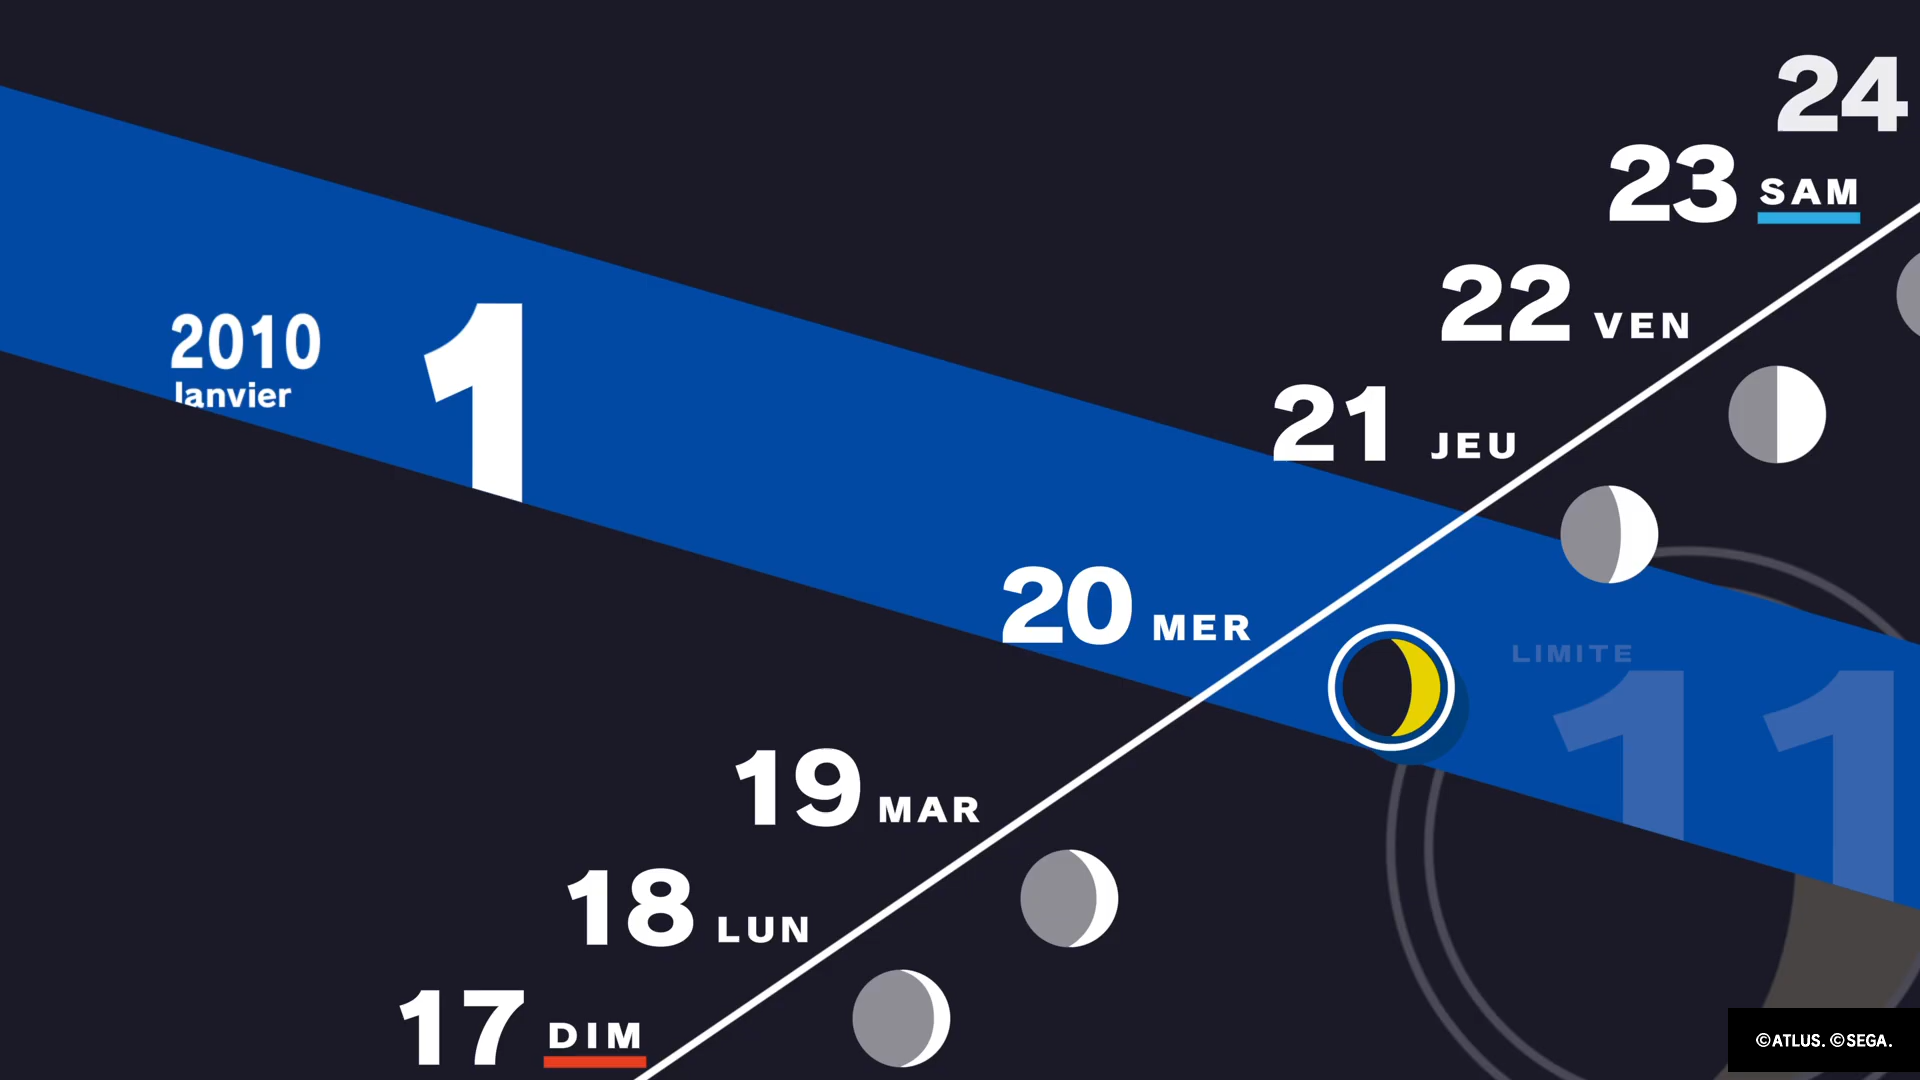 2010
Janvier
1
24
23 SAM
22 VEN
21 JEU
20 MER
19 MAR
18 LUN
17 DIM
LIMITE
11
©ATLUS. ©SEGA.